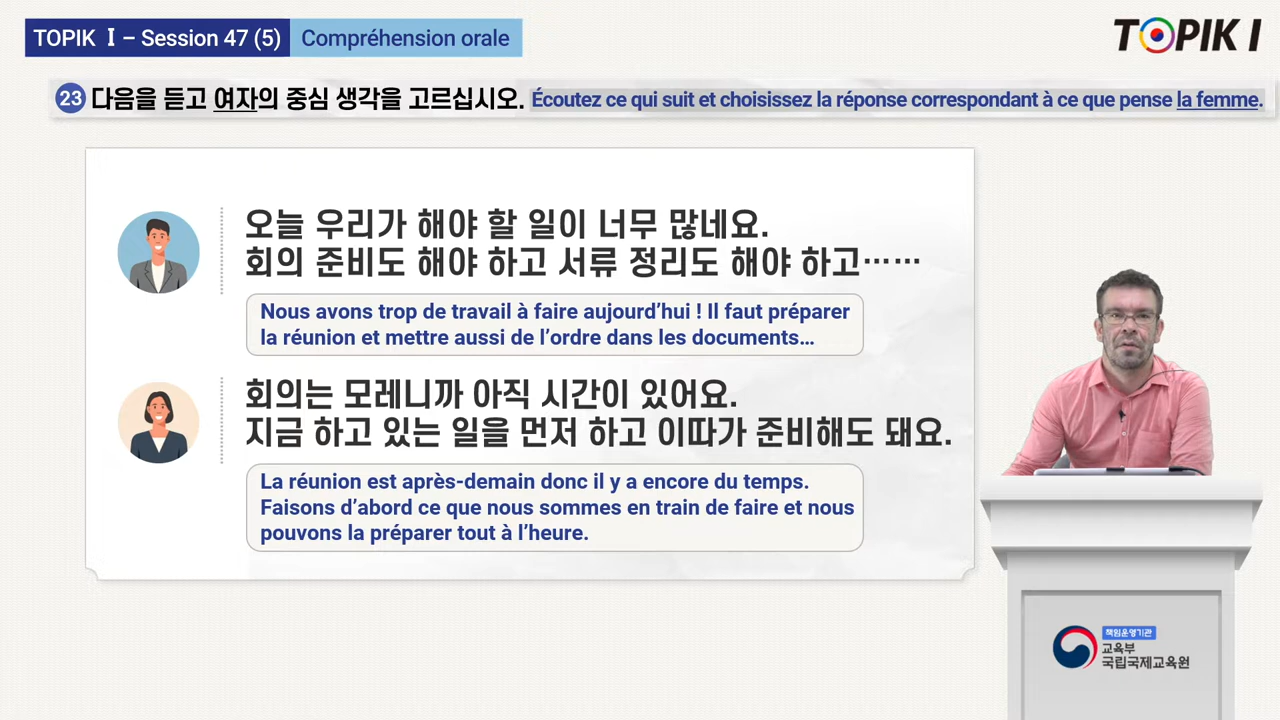 TOPIK I – Session 47 (5) Compréhension orale
TOPIK I
23 다음을 듣고 여자의 중심 생각을 고르십시오. Écoutez ce qui suit et choisissez la réponse correspondant à ce que pense la femme.
오늘 우리가 해야 할 일이 너무 많네요.
회의 준비도 해야 하고 서류 정리도 해야 하고⋯⋯
Nous avons trop de travail à faire aujourd’hui ! Il faut préparer
la réunion et mettre aussi de l’ordre dans les documents…
회의는 모레니까 아직 시간이 있어요.
지금 하고 있는 일을 먼저 하고 이따가 준비해도 돼요.
La réunion est après-demain donc il y a encore du temps.
Faisons d’abord ce que nous sommes en train de faire et nous
pouvons la préparer tout à l’heure.
책임운영기관
교육부
국립국제교육원